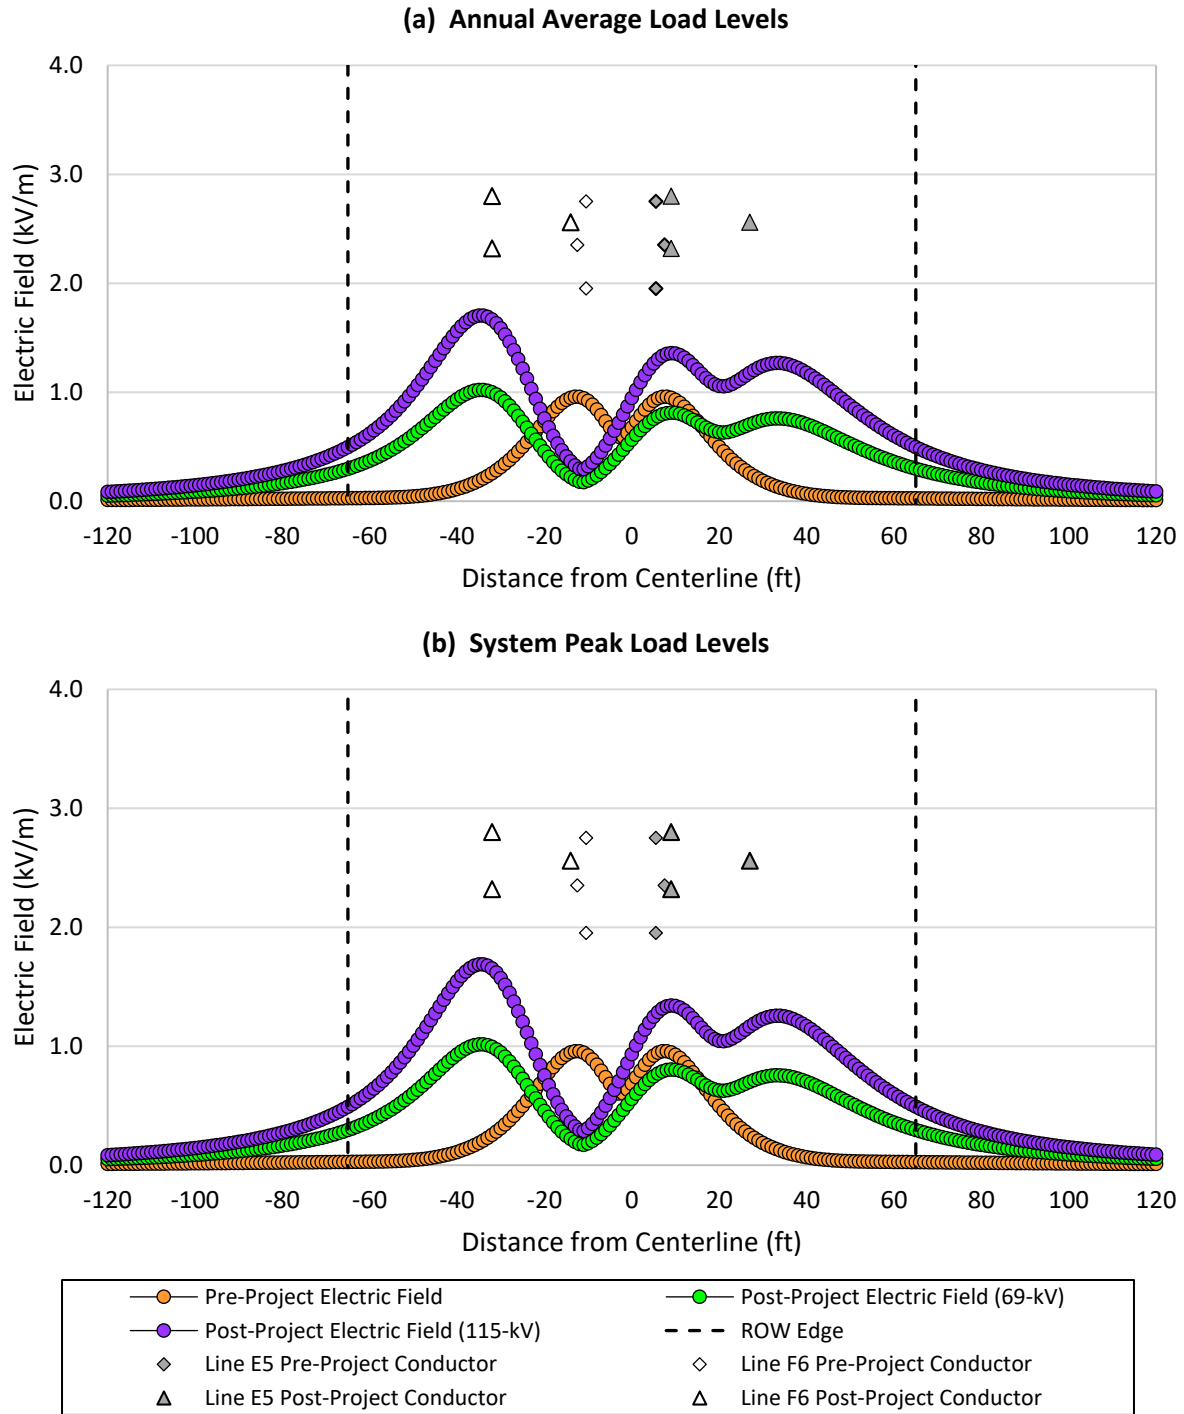 (a) Annual Average Load Levels
4.0
3.0
2.0
1.0
0.0
Electric Field (kV/m)
-120 -100 -80 -60 -40 -20 0 20 40 60 80 100 120
Distance from Centerline (ft)
(b) System Peak Load Levels
4.0
3.0
2.0
1.0
0.0
Electric Field (kV/m)
-120 -100 -80 -60 -40 -20 0 20 40 60 80 100 120
Distance from Centerline (ft)
Pre-Project Electric Field
Post-Project Electric Field (69-kV)
Post-Project Electric Field (115-kV)
ROW Edge
Line E5 Pre-Project Conductor
Line F6 Pre-Project Conductor
Line E5 Post-Project Conductor
Line F6 Post-Project Conductor